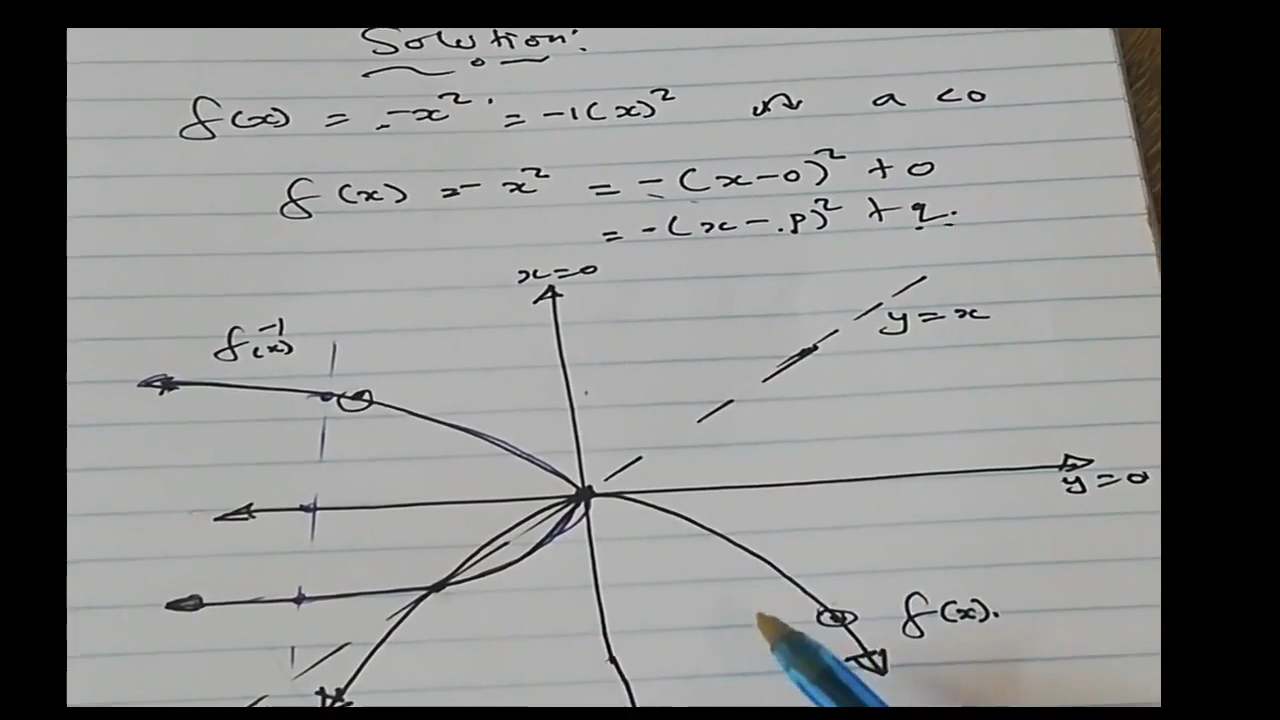 Solution:
f(x) = -x² = -1(x)² a < 0
f(x) = -x² = -(x-0)² + 0
= -(x-p)² + q.
x=0
y=x
f⁻¹(x)
y=0
f(x).